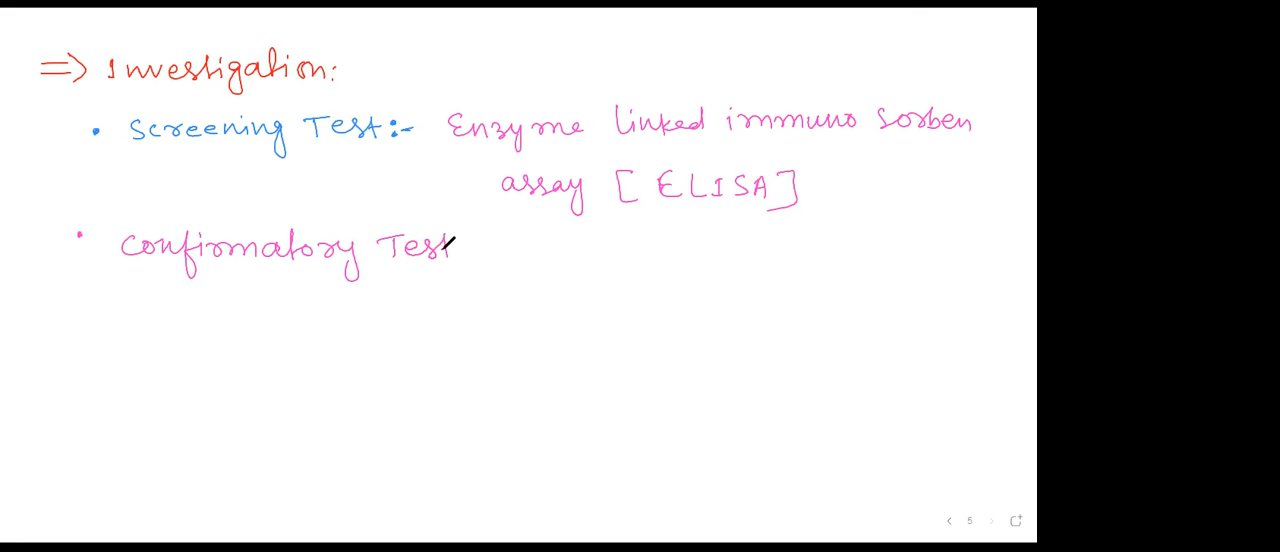 => Investigation:
• Screening Test:- Enzyme linked immuno Sorben
assay [ELISA]
• Confirmatory Test
< 5 >